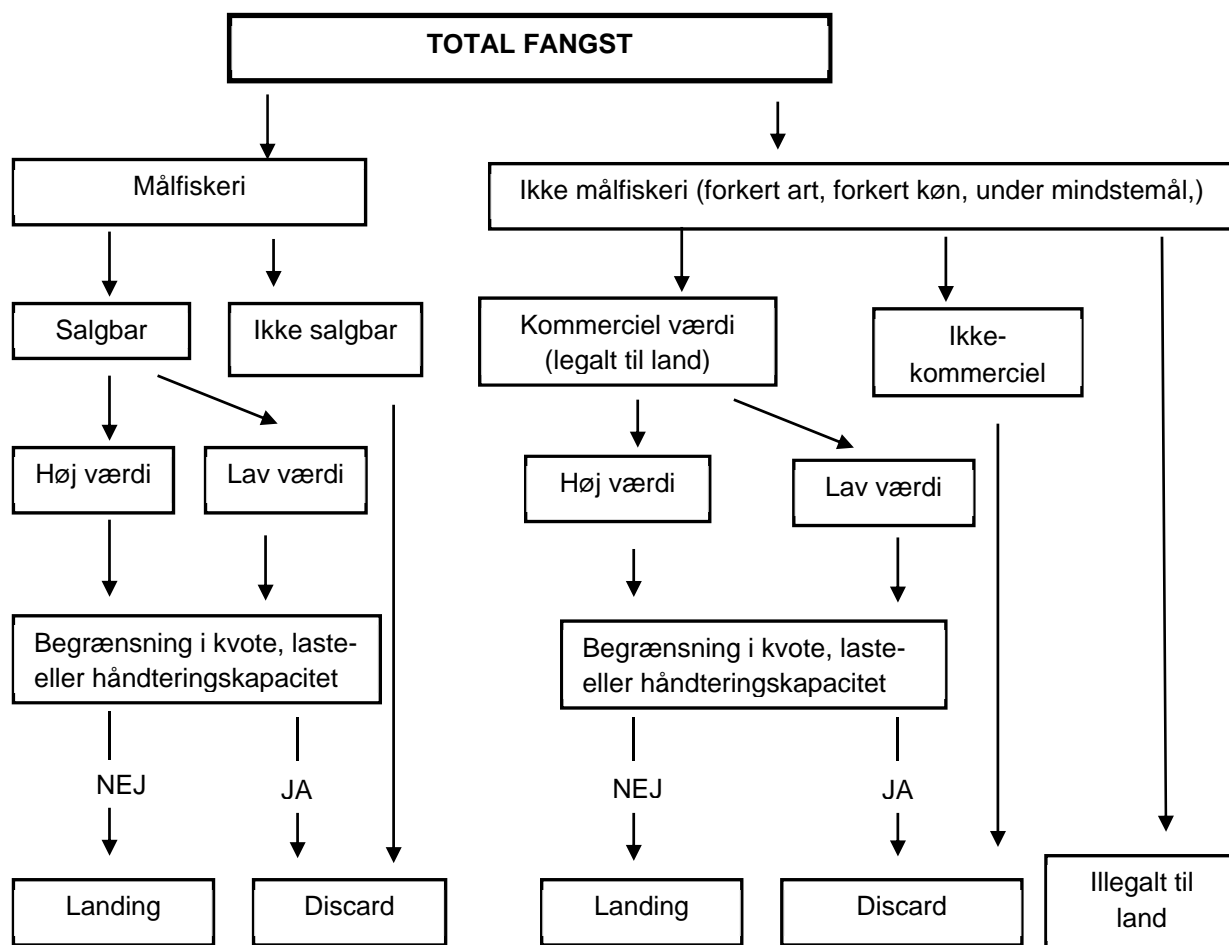 TOTAL FANGST
Målfiskeri
Ikke målfiskeri (forkert art, forkert køn, under mindstemål,)
Salgbar
Ikke salgbar
Kommerciel værdi
(legalt til land)
Ikke-
kommerciel
Høj værdi
Lav værdi
Høj værdi
Lav værdi
Begrænsning i kvote, laste-
eller håndteringskapacitet
Begrænsning i kvote, laste-
eller håndteringskapacitet
NEJ
JA
NEJ
JA
Landing
Discard
Landing
Discard
Illegalt til
land